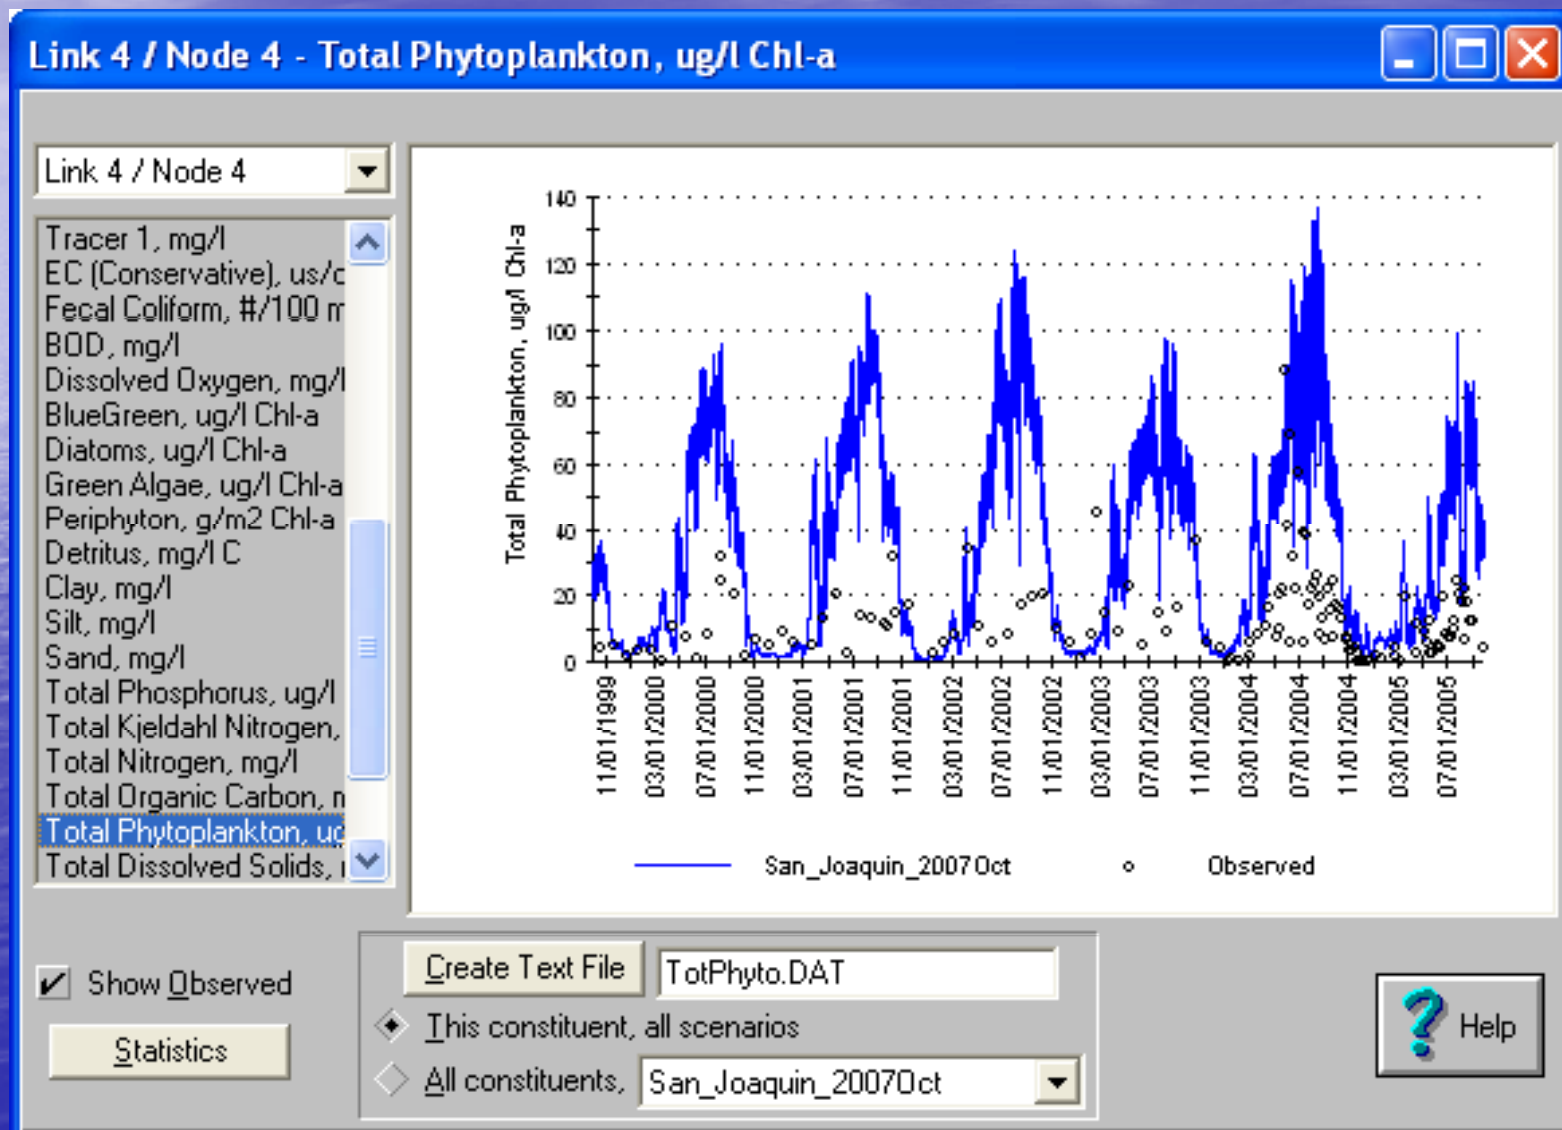 Link 4 / Node 4 - Total Phytoplankton, ug/l Chl-a
Link 4 / Node 4
Tracer 1, mg/l
EC (Conservative), us/c
Fecal Coliform, #/100 m
BOD, mg/l
Dissolved Oxygen, mg/l
BlueGreen, ug/l Chl-a
Diatoms, ug/l Chl-a
Green Algae, ug/l Chl-a
Periphyton, g/m2 Chl-a
Detritus, mg/l C
Clay, mg/l
Silt, mg/l
Sand, mg/l
Total Phosphorus, ug/l
Total Kjeldahl Nitrogen,
Total Nitrogen, mg/l
Total Organic Carbon, m
Total Phytoplankton, ug
Total Dissolved Solids, m
Total Phytoplankton, ug/l Chl-a
140
120
100
80
60
40
20
0
11/01/1999
03/01/2000
07/01/2000
11/01/2000
03/01/2001
07/01/2001
11/01/2001
03/01/2002
07/01/2002
11/01/2002
03/01/2003
07/01/2003
11/01/2003
03/01/2004
07/01/2004
11/01/2004
03/01/2005
07/01/2005
San_Joaquin_2007Oct
Observed
Show Observed
Statistics
Create Text File
TotPhyto.DAT
This constituent, all scenarios
All constituents,
San_Joaquin_2007Oct
Help